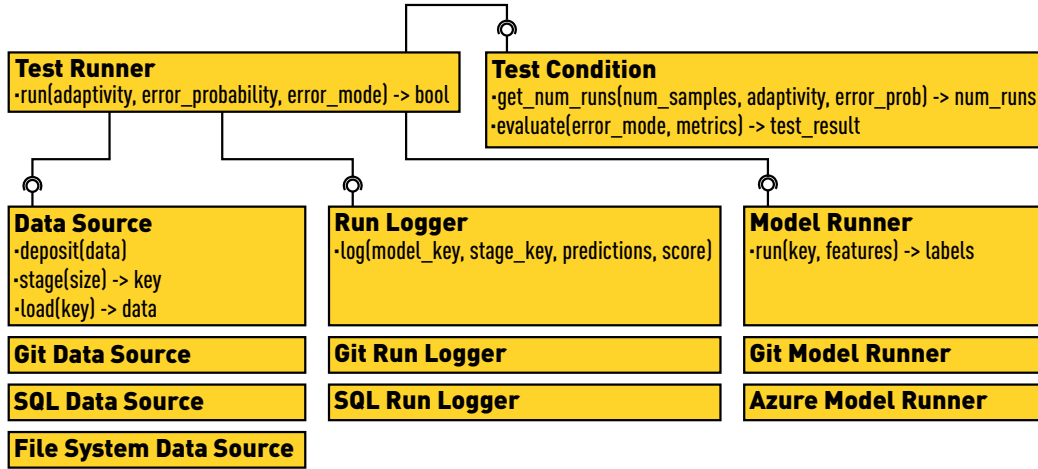 Test Runner
▪run(adaptivity, error_probability, error_mode) -> bool
Test Condition
▪get_num_runs(num_samples, adaptivity, error_prob) -> num_runs
▪evaluate(error_mode, metrics) -> test_result
Data Source
▪deposit(data)
▪stage(size) -> key
▪load(key) -> data
Run Logger
▪log(model_key, stage_key, predictions, score)
Model Runner
▪run(key, features) -> labels
Git Data Source
Git Run Logger
Git Model Runner
SQL Data Source
SQL Run Logger
Azure Model Runner
File System Data Source